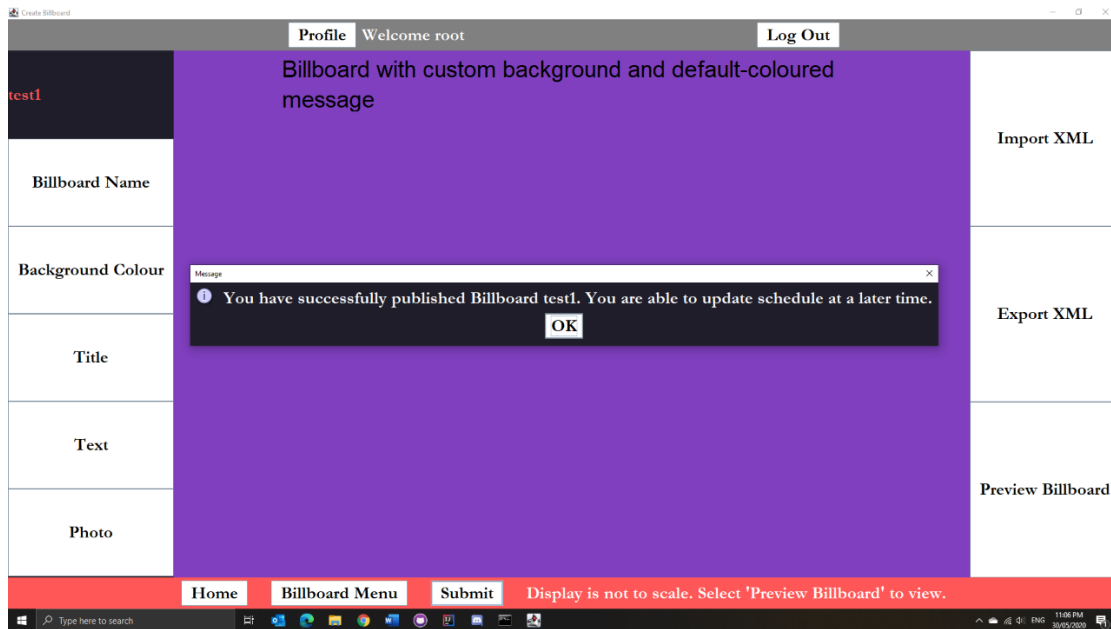 Create Billboard
Profile Welcome root Log Out
test1
Billboard Name
Background Colour
Title
Text
Photo
Billboard with custom background and default-coloured
message
Message
You have successfully published Billboard test1. You are able to update schedule at a later time.
OK
Import XML
Export XML
Preview Billboard
Home Billboard Menu Submit Display is not to scale. Select 'Preview Billboard' to view.
Type here to search
ENG
11:06 PM
30/05/2020